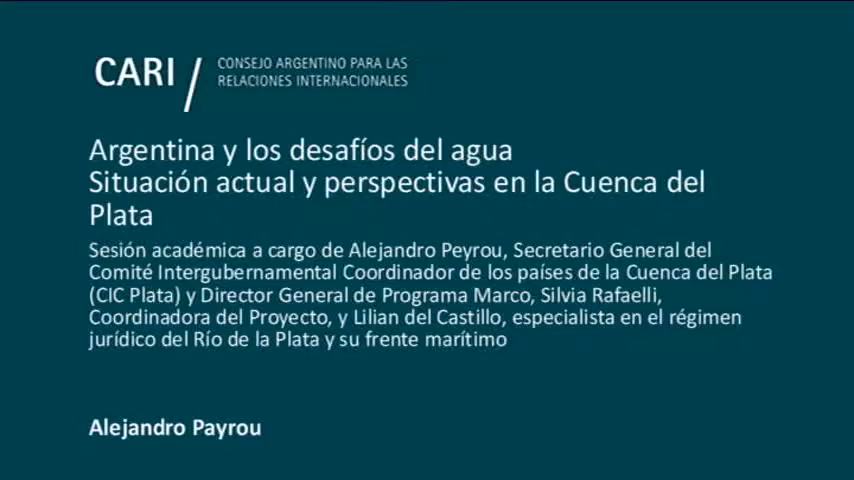 CARI
CONSEJO ARGENTINO PARA LAS
RELACIONES INTERNACIONALES
Argentina y los desafíos del agua
Situación actual y perspectivas en la Cuenca del
Plata
Sesión académica a cargo de Alejandro Peyrou, Secretario General del
Comité Intergubernamental Coordinador de los países de la Cuenca del Plata
(CIC Plata) y Director General de Programa Marco, Silvia Rafaelli,
Coordinadora del Proyecto, y Lilian del Castillo, especialista en el régimen
jurídico del Río de la Plata y su frente marítimo
Alejandro Payrou